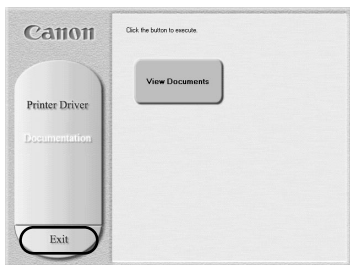 Canon
Click the button to execute.
View Documents
Printer Driver
Documentation
Exit